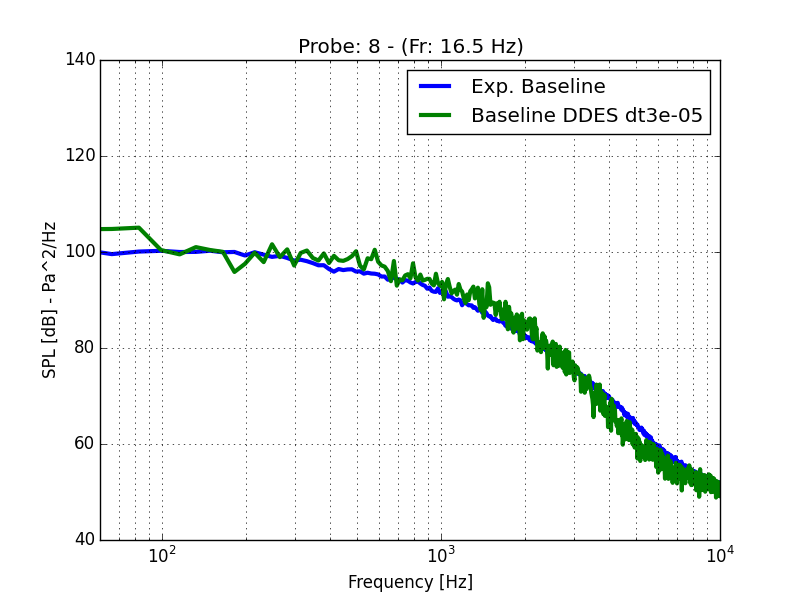 Probe: 8 - (Fr: 16.5 Hz)
140
120
100
80
60
40
SPL [dB] - Pa^2/Hz
Exp. Baseline
Baseline DDES dt3e-05
10^2
10^3
10^4
Frequency [Hz]